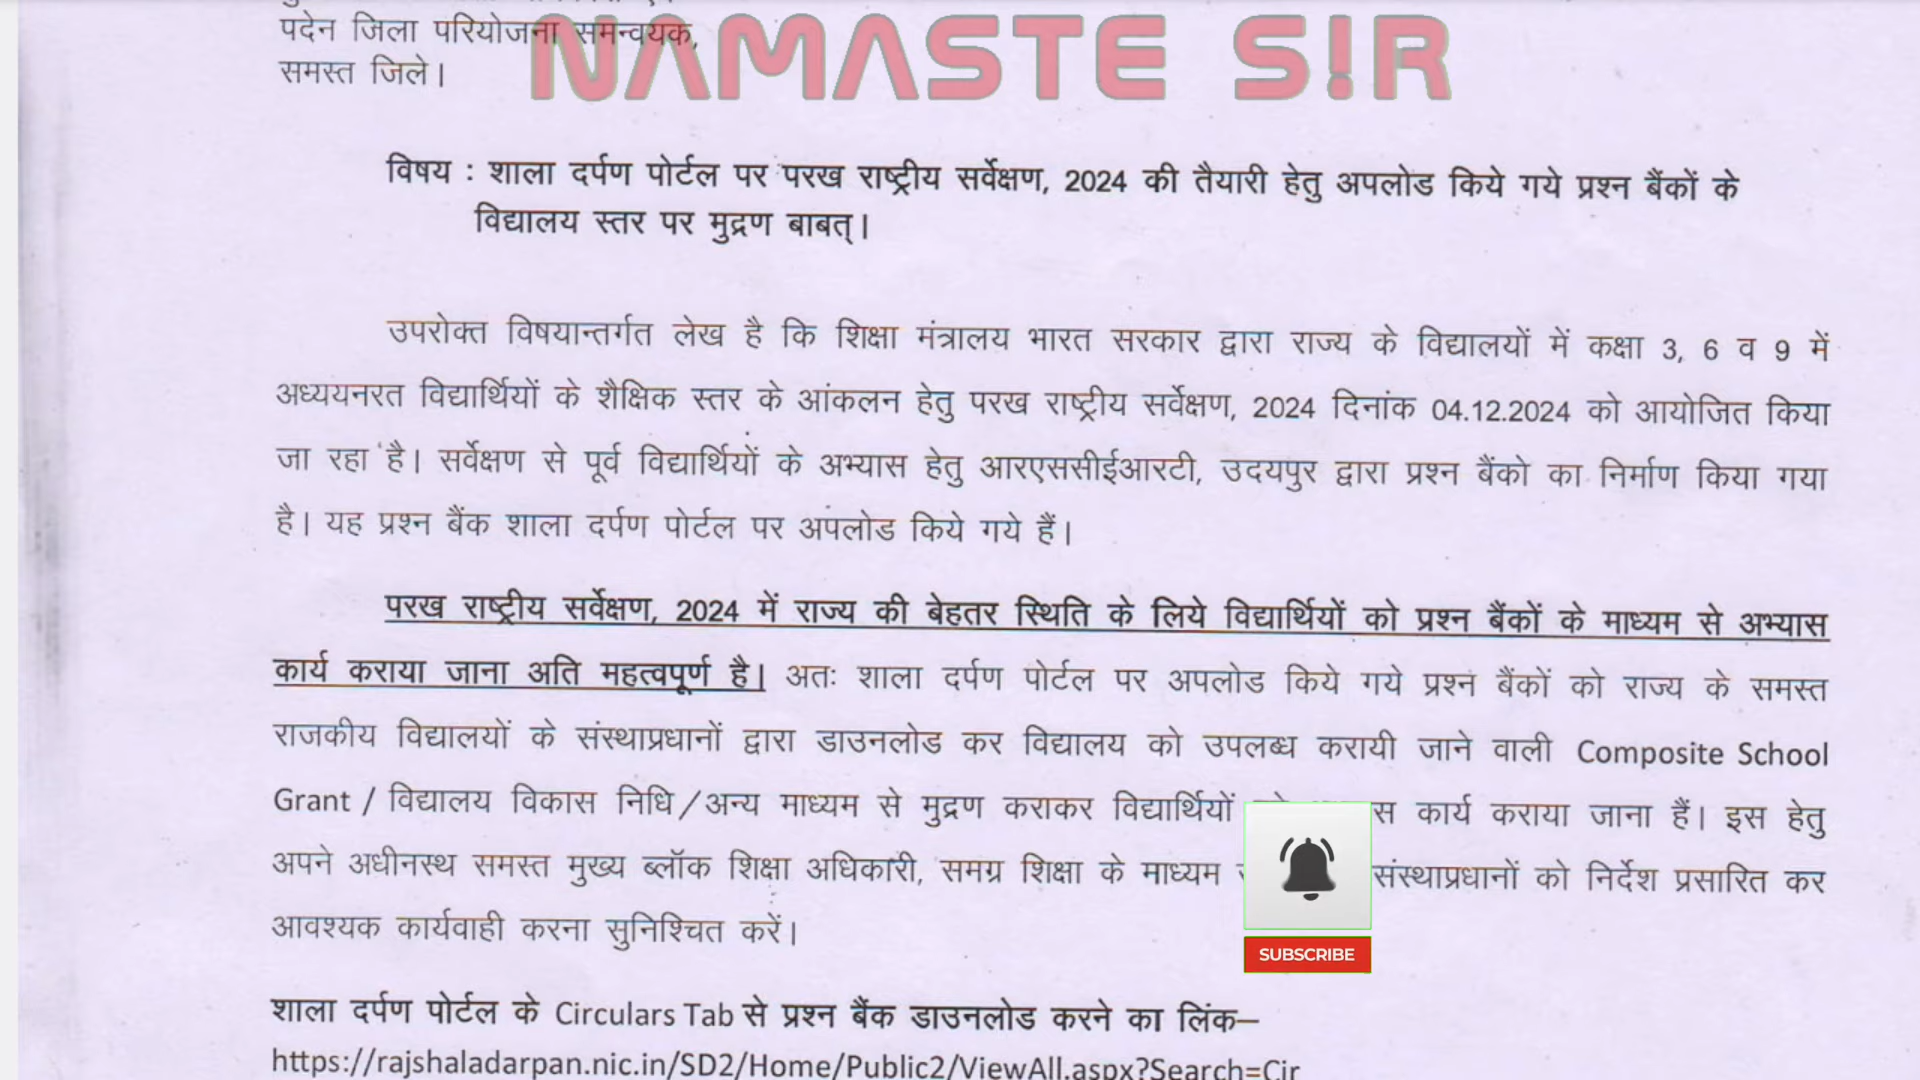 पदेन जिला परियोजना समन्वयक,
समस्त जिले।
NAMASTE S!R
विषय : शाला दर्पण पोर्टल पर परख राष्ट्रीय सर्वेक्षण, 2024 की तैयारी हेतु अपलोड किये गये प्रश्न बैंकों के
विद्यालय स्तर पर मुद्रण बाबत्।
उपरोक्त विषयान्तर्गत लेख है कि शिक्षा मंत्रालय भारत सरकार द्वारा राज्य के विद्यालयों में कक्षा 3, 6 व 9 में
अध्ययनरत विद्यार्थियों के शैक्षिक स्तर के आंकलन हेतु परख राष्ट्रीय सर्वेक्षण, 2024 दिनांक 04.12.2024 को आयोजित किया
जा रहा है। सर्वेक्षण से पूर्व विद्यार्थियों के अभ्यास हेतु आरएससीईआरटी, उदयपुर द्वारा प्रश्न बैंको का निर्माण किया गया
है। यह प्रश्न बैंक शाला दर्पण पोर्टल पर अपलोड किये गये हैं।
परख राष्ट्रीय सर्वेक्षण, 2024 में राज्य की बेहतर स्थिति के लिये विद्यार्थियों को प्रश्न बैंकों के माध्यम से अभ्यास
कार्य कराया जाना अति महत्वपूर्ण है। अतः शाला दर्पण पोर्टल पर अपलोड किये गये प्रश्न बैंकों को राज्य के समस्त
राजकीय विद्यालयों के संस्थाप्रधानों द्वारा डाउनलोड कर विद्यालय को उपलब्ध करायी जाने वाली Composite School
Grant / विद्यालय विकास निधि/अन्य माध्यम से मुद्रण कराकर विद्यार्थियों कार्य कराया जाना हैं। इस हेतु
अपने अधीनस्थ समस्त मुख्य ब्लॉक शिक्षा अधिकारी, समग्र शिक्षा के माध्यम संस्थाप्रधानों को निर्देश प्रसारित कर
आवश्यक कार्यवाही करना सुनिश्चित करें।
SUBSCRIBE
शाला दर्पण पोर्टल के Circulars Tab से प्रश्न बैंक डाउनलोड करने का लिंक–
https://rajshaladarpan.nic.in/SD2/Home/Public2/ViewAll.aspx?Search=Cir